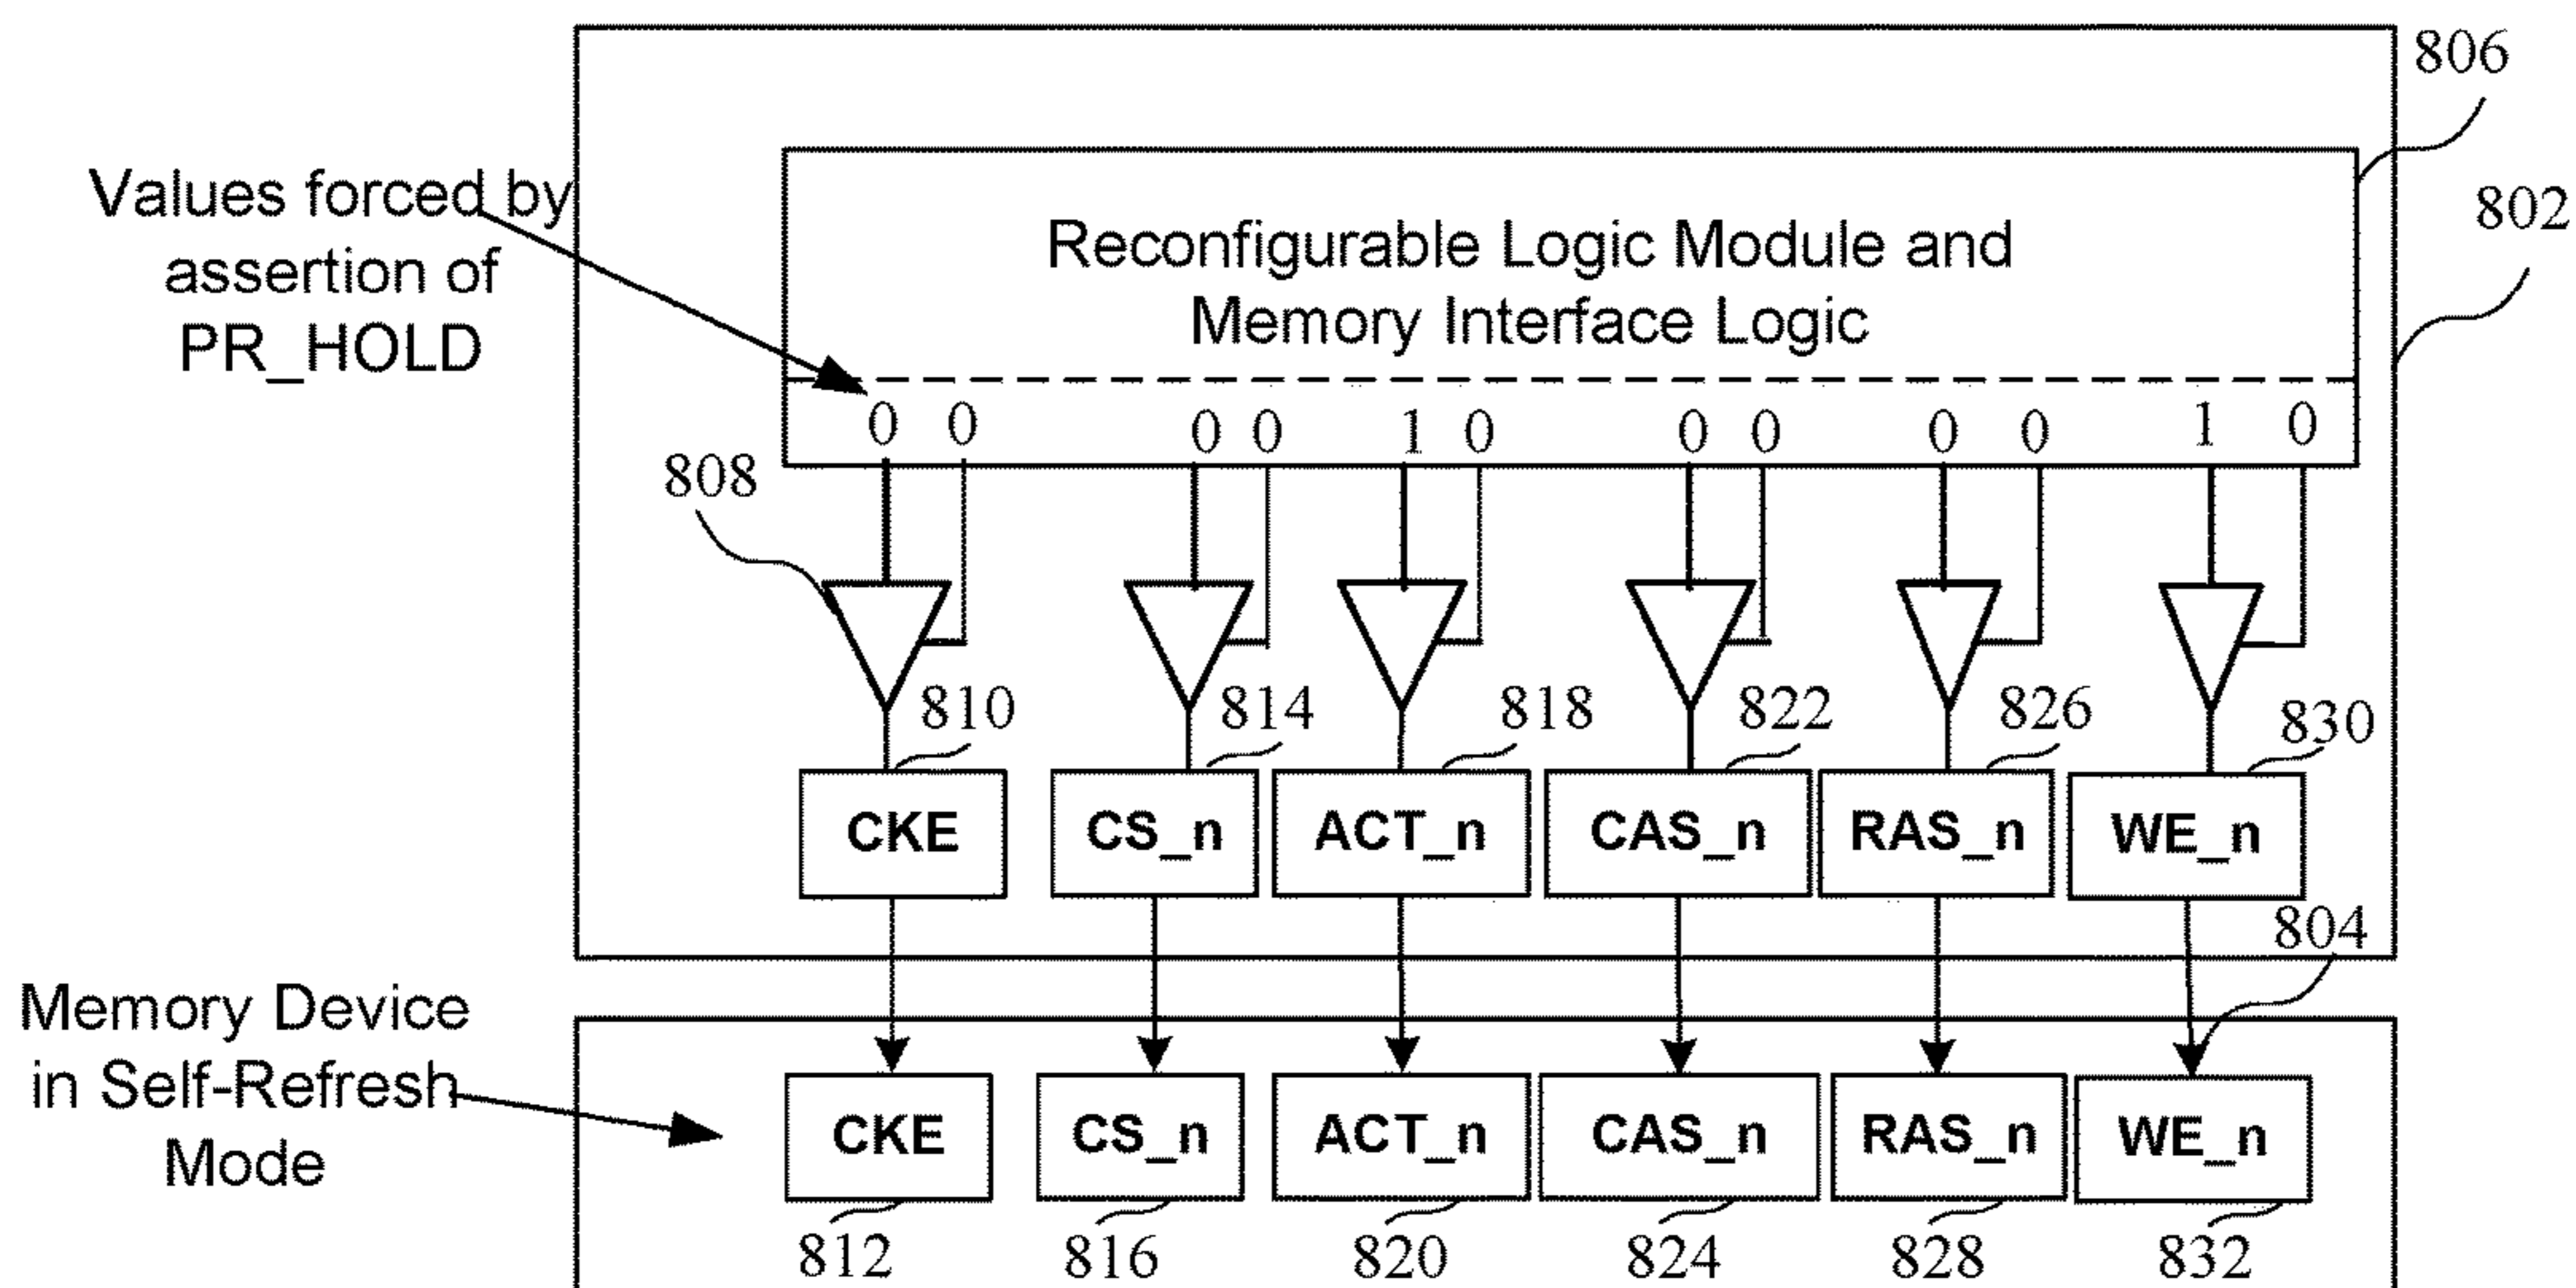 806
802
Values forced by
assertion of
PR_HOLD
Reconfigurable Logic Module and
Memory Interface Logic
0 0 0 0 1 0 0 0 0 0 1 0
808
810 814 818 822 826 830
CKE CS_n ACT_n CAS_n RAS_n WE_n
804
Memory Device
in Self-Refresh
Mode
CKE CS_n ACT_n CAS_n RAS_n WE_n
812 816 820 824 828 832